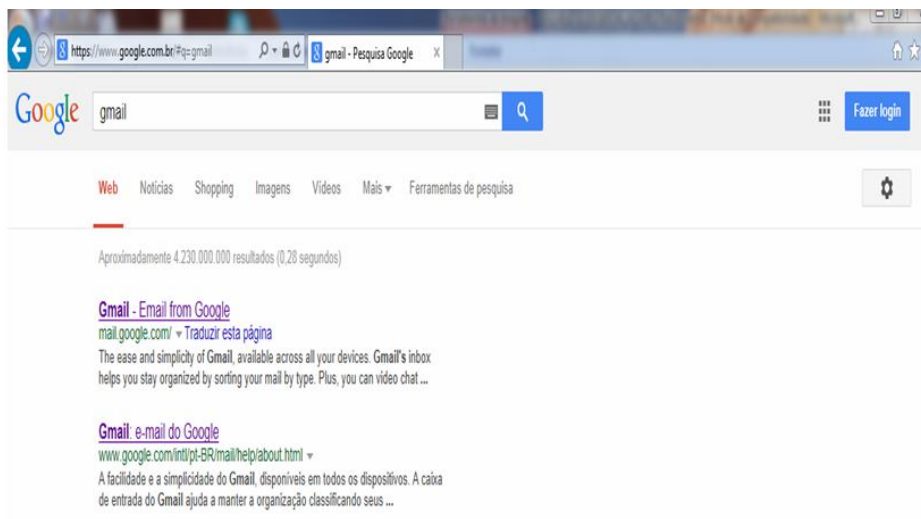 https://www.google.com.br/#q=gmail
gmail - Pesquisa Google
Google
gmail
Fazer login
Web Notícias Shopping Imagens Vídeos Mais Ferramentas de pesquisa
Aproximadamente 4.230.000.000 resultados (0,28 segundos)
Gmail - Email from Google
mail.google.com/ Traduzir esta página
The ease and simplicity of Gmail, available across all your devices. Gmail's inbox
helps you stay organized by sorting your mail by type. Plus, you can video chat ...
Gmail: e-mail do Google
www.google.com/intl/pt-BR/mail/help/about.html
A facilidade e a simplicidade do Gmail, disponíveis em todos os dispositivos. A caixa
de entrada do Gmail ajuda a manter a organização classificando seus ...